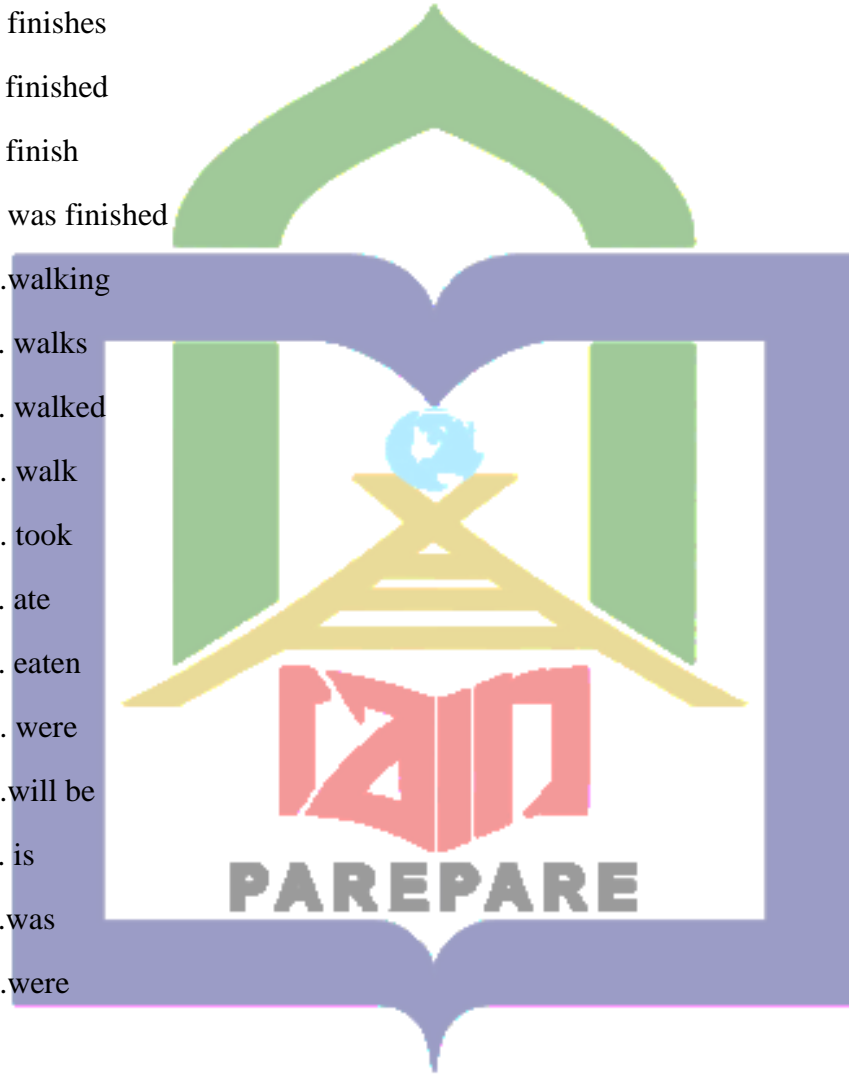 finishes
finished
finish
was finished
.walking
. walks
. walked
. walk
. took
. ate
. eaten
. were
.will be
. is
.was
.were
iain
PAREPARE